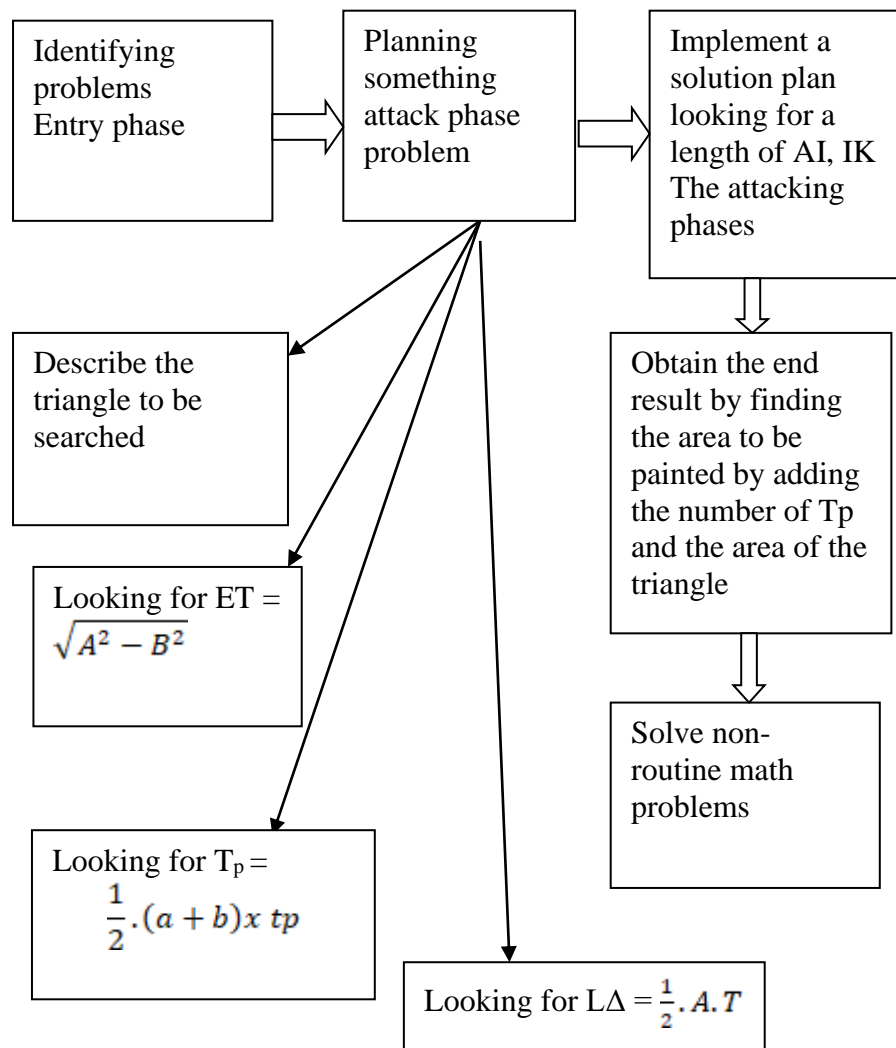 Identifying
problems
Entry phase
Planning
something
attack phase
problem
Implement a
solution plan
looking for a
length of AI, IK
The attacking
phases
Describe the
triangle to be
searched
Obtain the end
result by finding
the area to be
painted by adding
the number of Tp
and the area of the
triangle
Looking for ET =
√(A² − B²)
Solve non-
routine math
problems
Looking for Tₚ =
1/2 .(a + b)x tp
Looking for LΔ = 1/2 . A. T